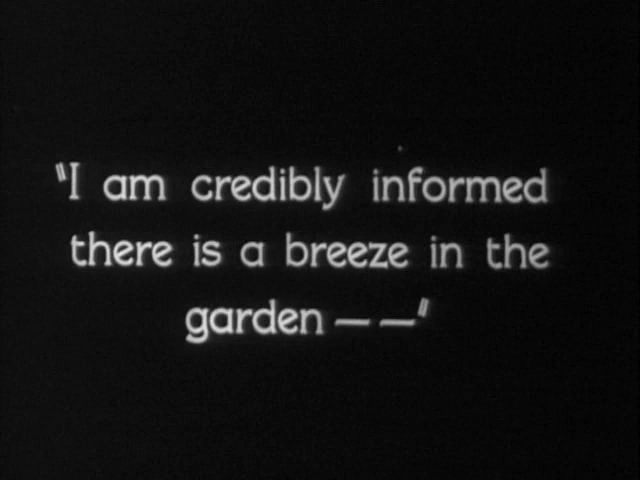 "I am credibly informed
there is a breeze in the
garden — —"